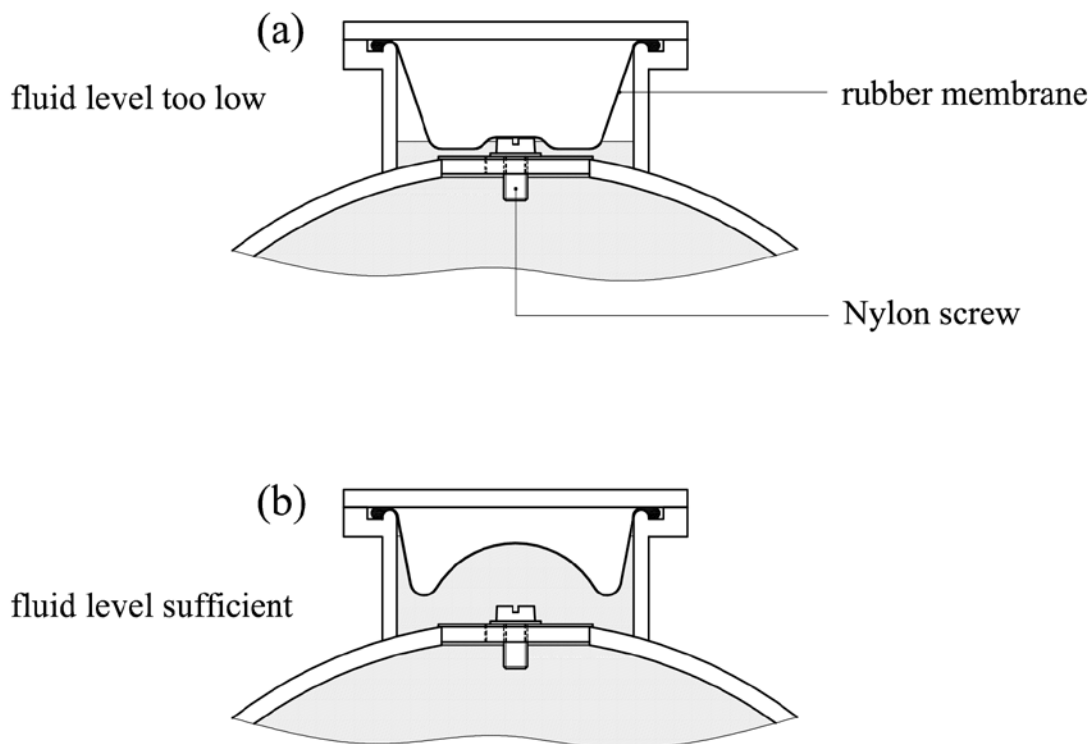 (a)
fluid level too low
rubber membrane
Nylon screw
(b)
fluid level sufficient